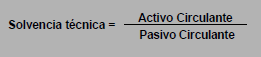 Solvencia técnica = Activo Circulante
Pasivo Circulante